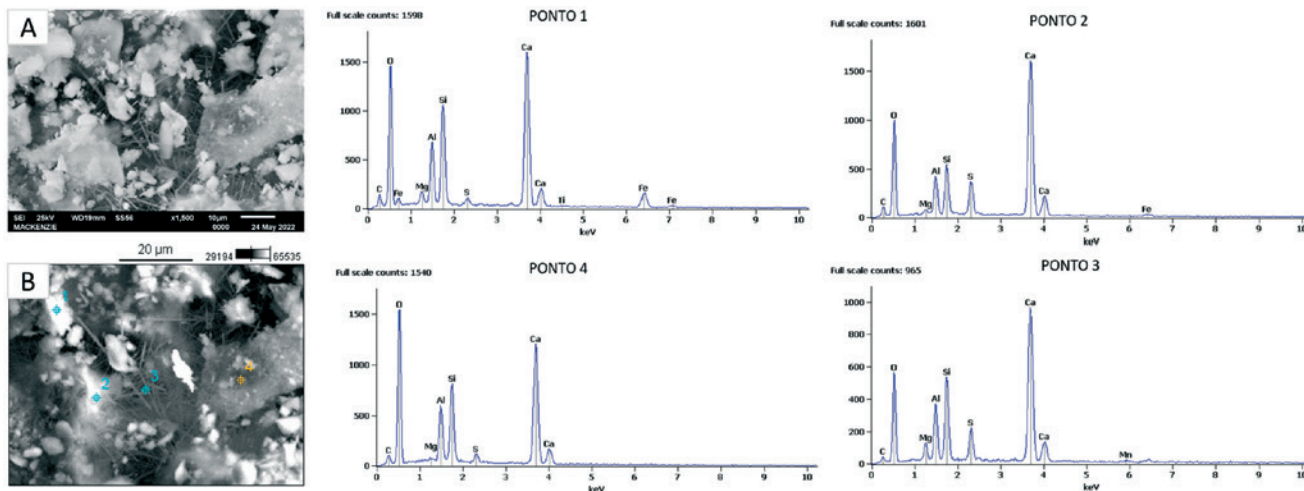 A
SEI 25kV WD19mm SS56 x1,500 10µm
MACKENZIE 0000 24 May 2022
20 µm
29194 65535
B
1
2
3
4
Full scale counts: 1598
PONTO 1
O
Ca
Si
Al
C
Fe
Mg
S
Ca
Ti
Fe
Fe
1500
1000
500
0
0 1 2 3 4 5 6 7 8 9 10
keV
Full scale counts: 1601
PONTO 2
Ca
O
Si
Al
S
C
Mg
Ca
Fe
1500
1000
500
0
0 1 2 3 4 5 6 7 8 9 10
keV
Full scale counts: 1540
PONTO 4
O
Ca
Si
Al
C
Mg
S
Ca
1500
1000
500
0
0 1 2 3 4 5 6 7 8 9 10
keV
Full scale counts: 965
PONTO 3
Ca
O
Si
Al
Mg
S
C
Ca
Mn
1000
800
600
400
200
0
0 1 2 3 4 5 6 7 8 9 10
keV